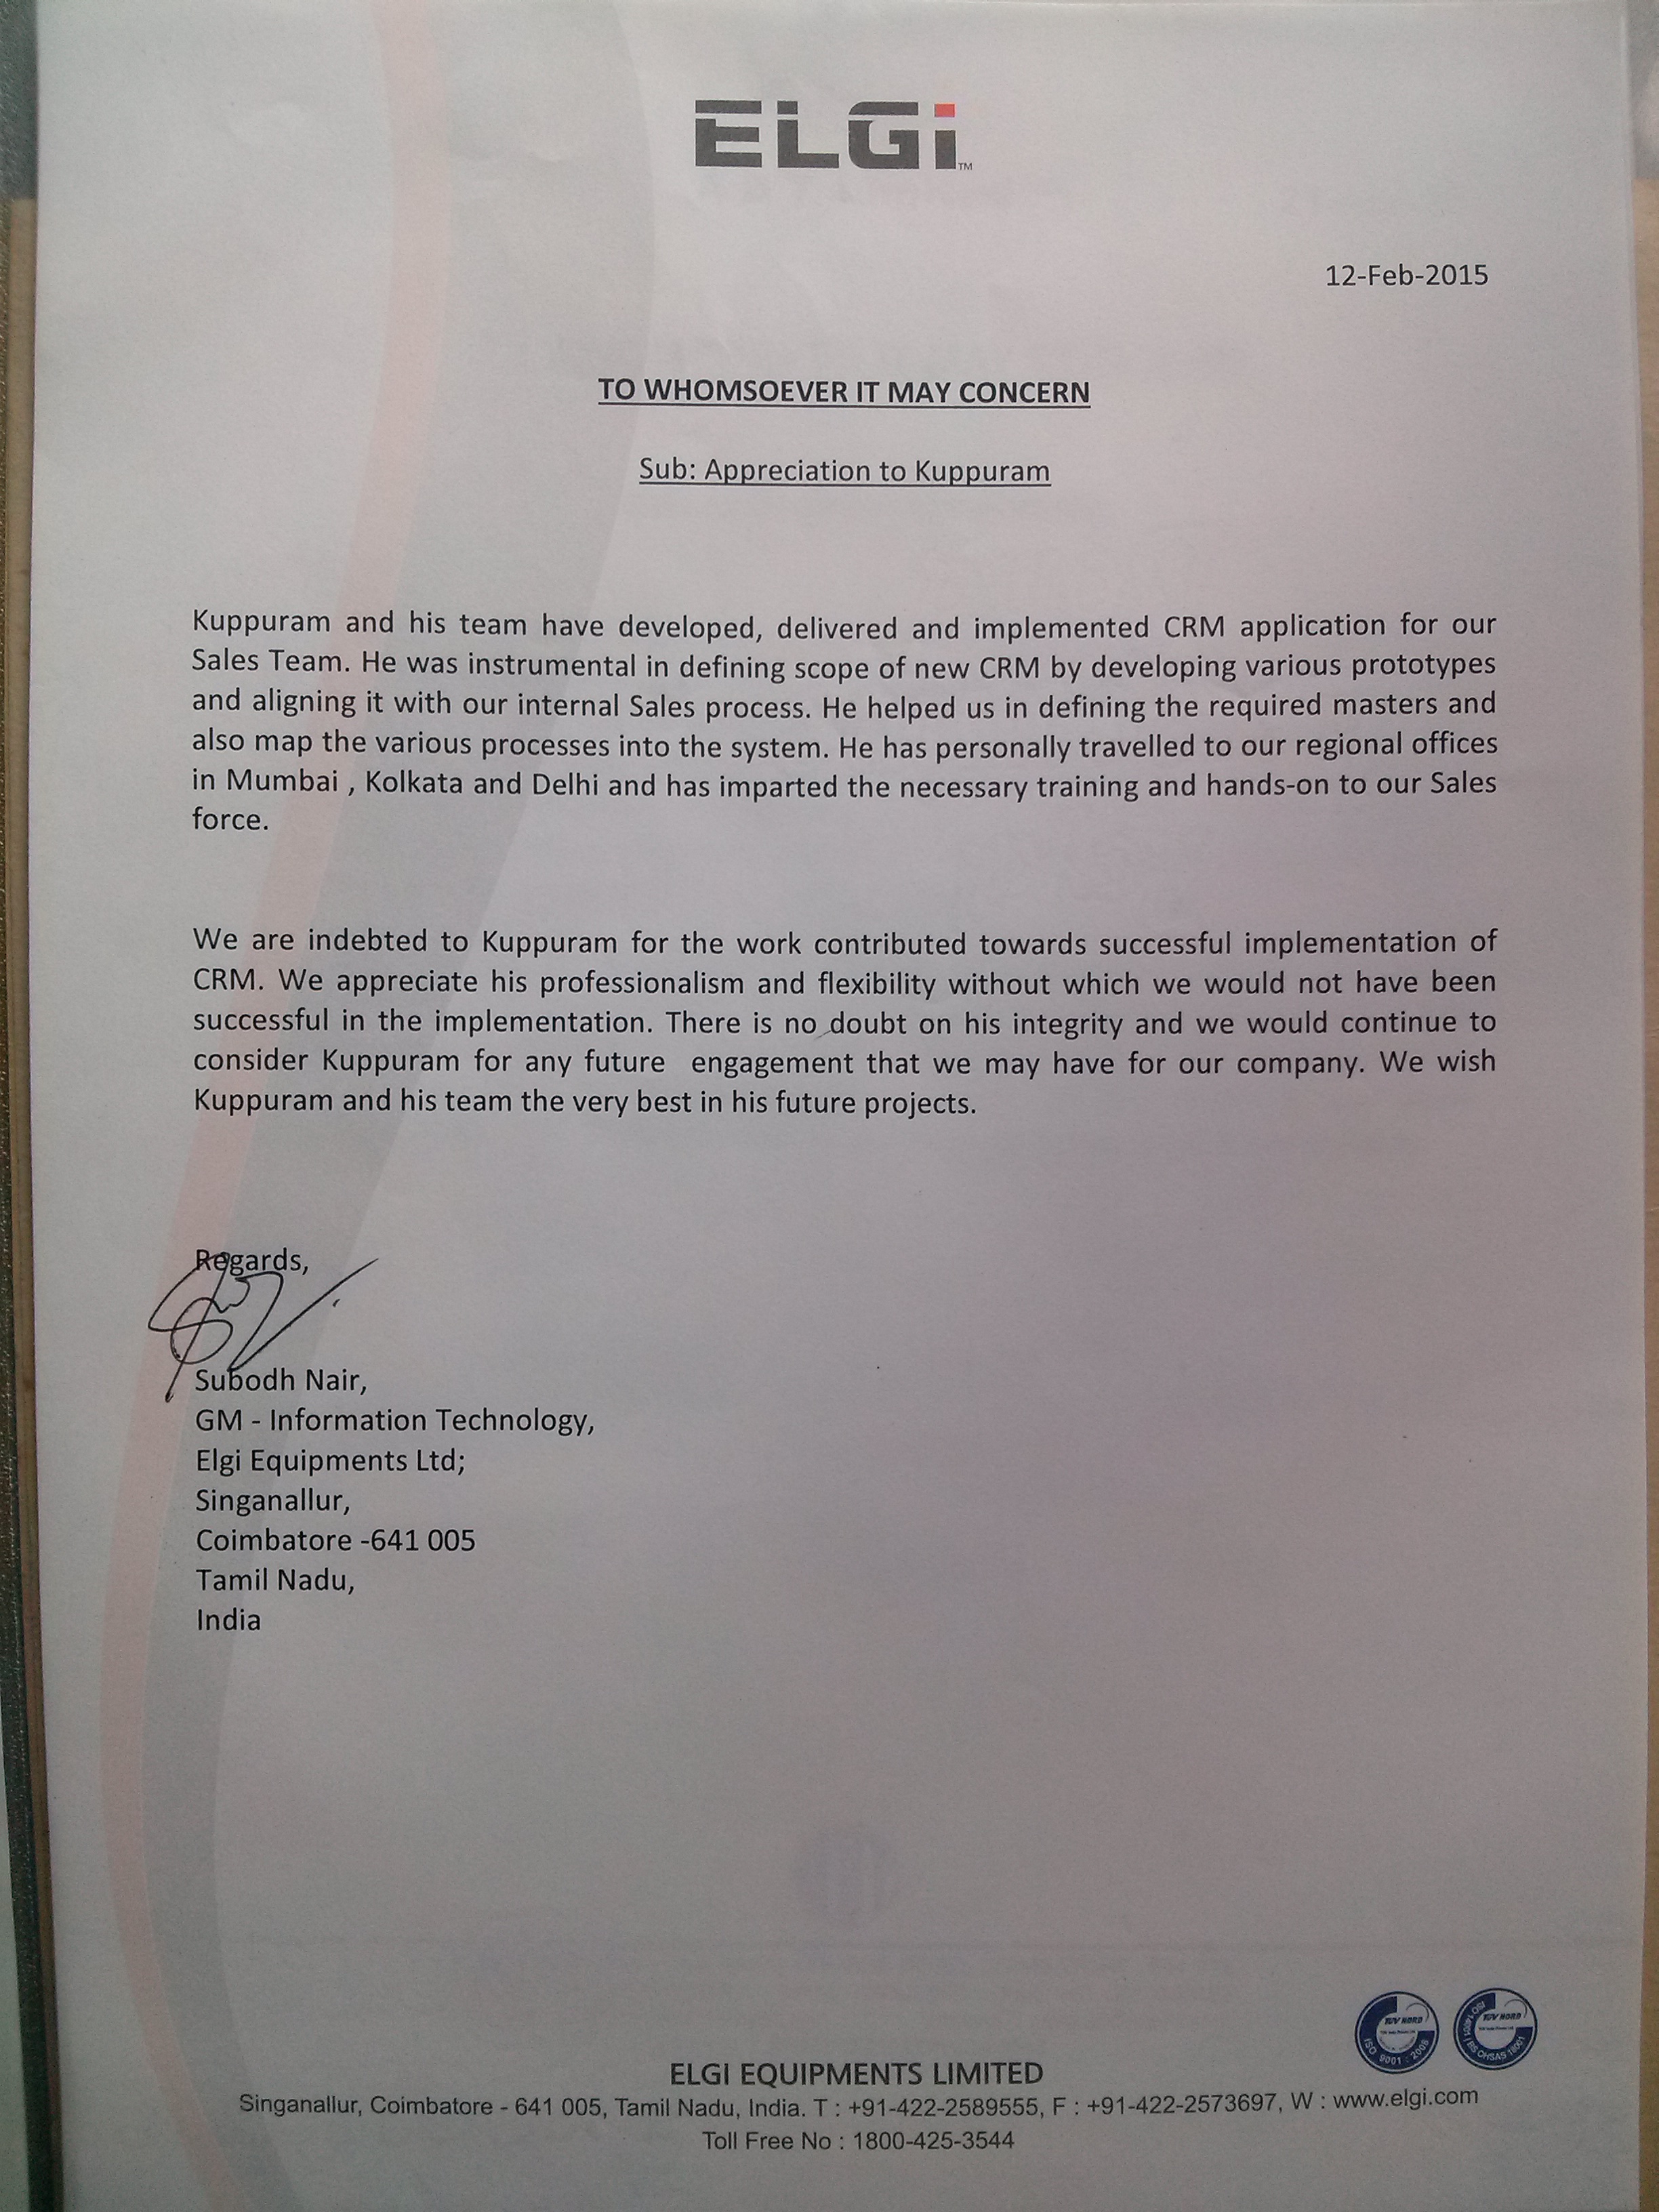 ELGi TM
12-Feb-2015
TO WHOMSOEVER IT MAY CONCERN
Sub: Appreciation to Kuppuram
Kuppuram and his team have developed, delivered and implemented CRM application for our
Sales Team. He was instrumental in defining scope of new CRM by developing various prototypes
and aligning it with our internal Sales process. He helped us in defining the required masters and
also map the various processes into the system. He has personally travelled to our regional offices
in Mumbai , Kolkata and Delhi and has imparted the necessary training and hands-on to our Sales
force.
We are indebted to Kuppuram for the work contributed towards successful implementation of
CRM. We appreciate his professionalism and flexibility without which we would not have been
successful in the implementation. There is no doubt on his integrity and we would continue to
consider Kuppuram for any future  engagement that we may have for our company. We wish
Kuppuram and his team the very best in his future projects.
Regards,
Subodh Nair,
GM - Information Technology,
Elgi Equipments Ltd;
Singanallur,
Coimbatore -641 005
Tamil Nadu,
India
TUV NORD
ISO 9001 : 2008
TUV NORD
ISO 14001 | BS OHSAS 18001
ELGI EQUIPMENTS LIMITED
Singanallur, Coimbatore - 641 005, Tamil Nadu, India. T : +91-422-2589555, F : +91-422-2573697, W : www.elgi.com
Toll Free No : 1800-425-3544